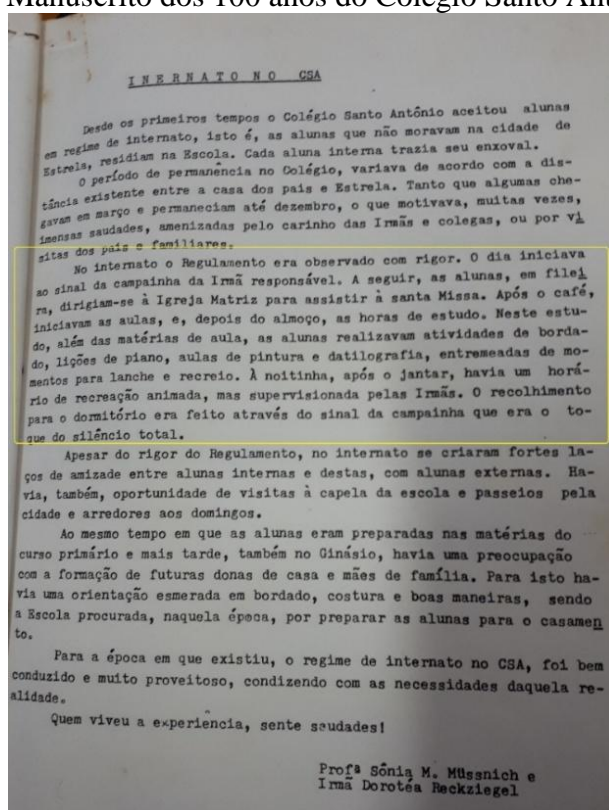 Manuscrito dos 100 anos do Colégio Santo Ant
I N E R N A T O N O CSA
Desde os primeiros tempos o Colégio Santo Antônio aceitou alunas
em regime de internato, isto é, as alunas que não moravam na cidade de
Estrela, residiam na Escola. Cada aluna interna trazia seu enxoval.
O período de permanência no Colégio, variava de acordo com a dis-
tância existente entre a casa dos pais e Estrela. Tanto que algumas che-
gavam em março e permaneciam até dezembro, o que motivava, muitas vezes,
imensas saudades, amenizadas pelo carinho das Irmãs e colegas, ou por vi
sitas dos pais e familiares.
No internato o Regulamento era observado com rigor. O dia iniciava
ao sinal da campainha da Irmã responsável. A seguir, as alunas, em filei
ra, dirigiam-se à Igreja Matriz para assistir à santa Missa. Após o café,
iniciavam as aulas, e, depois do almoço, as horas de estudo. Neste estu-
do, além das matérias de aula, as alunas realizavam atividades de borda-
do, lições de piano, aulas de pintura e datilografia, entremeadas de mo-
mentos para lanche e recreio. À noitinha, após o jantar, havia um horá-
rio de recreação animada, mas supervisionada pelas Irmãs. O recolhimento
para o dormitório era feito através do sinal da campainha que era o to-
que do silêncio total.
Apesar do rigor do Regulamento, no internato se criaram fortes la-
ços de amizade entre alunas internas e destas, com alunas externas. Ha-
via, também, oportunidade de visitas à capela da escola e passeios pela
cidade e arredores aos domingos.
Ao mesmo tempo em que as alunas eram preparadas nas matérias do
curso primário e mais tarde, também no Ginásio, havia uma preocupação
com a formação de futuras donas de casa e mães de família. Para isto ha-
via uma orientação esmerada em bordado, costura e boas maneiras, sendo
a Escola procurada, naquela época, por preparar as alunas para o casamen
to.
Para a época em que existiu, o regime de internato no CSA, foi bem
conduzido e muito proveitoso, condizendo com as necessidades daquela re-
alidade.
Quem viveu a experiência, sente saudades!
Profª Sônia M. Müssnich e
Irmã Dorotéa Reckziegel